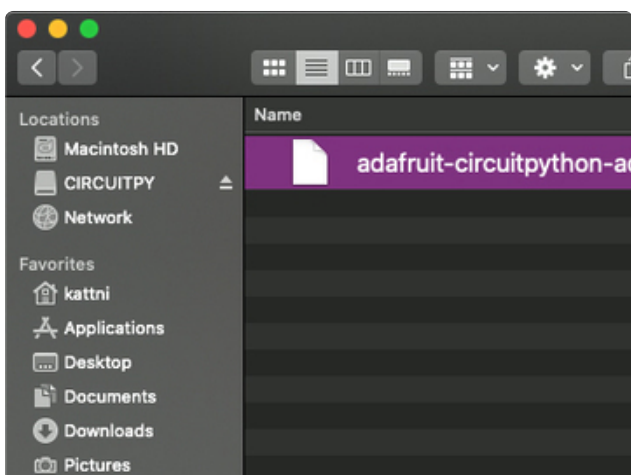 Name
adafruit-circuitpython-a
Locations
Macintosh HD
CIRCUITPY
Network
Favorites
kattni
Applications
Desktop
Documents
Downloads
Pictures